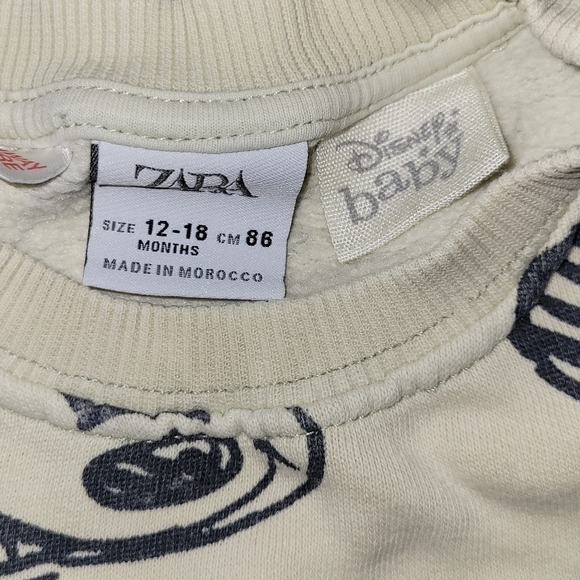 ZARA
SIZE 12-18 CM 86
MONTHS
MADE IN MOROCCO
Disney
baby